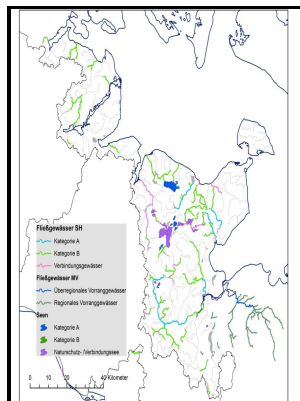 Fließgewässer SH
Kategorie A
Kategorie B
Verbindungsgewässer
Fließgewässer MV
Überregionales Vorranggewässer
Regionales Vorranggewässer
Seen
Kategorie A
Kategorie B
Naturschutz- /Verbindungssee
0 10 20 40 Kilometer